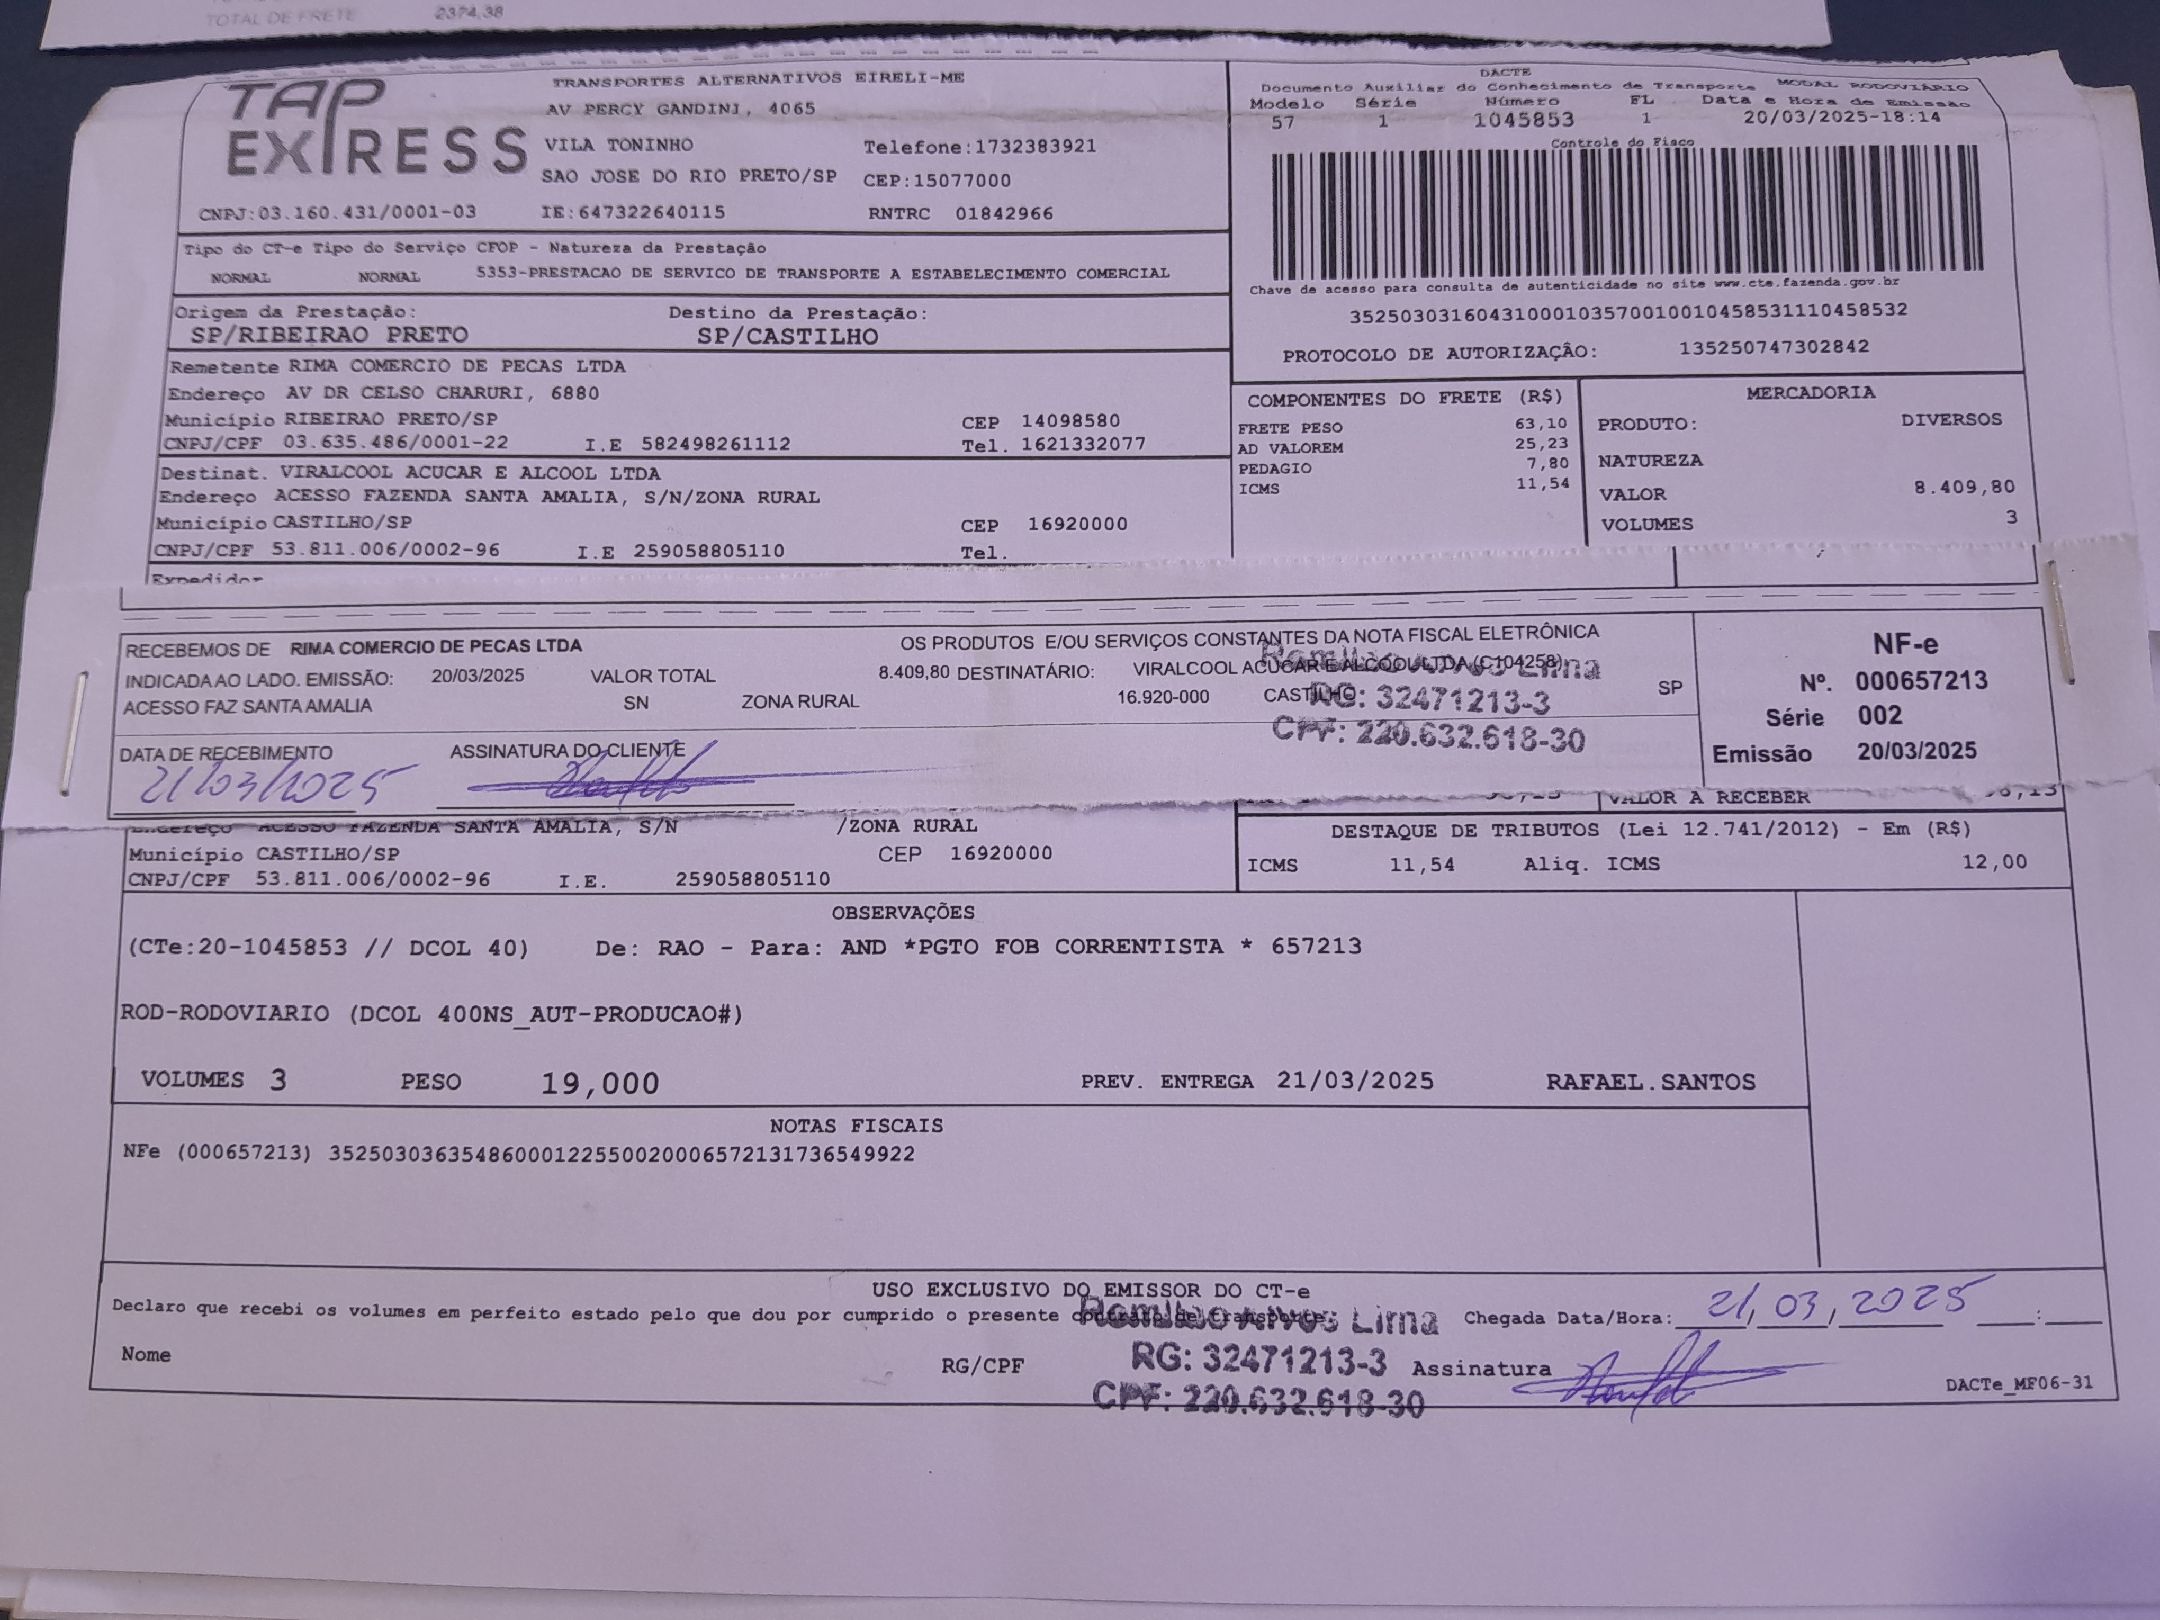 TOTAL DE FRETE 2374,38
TAP EXPRESS
TRANSPORTES ALTERNATIVOS EIRELI-ME
AV PERCY GANDINI, 4065
VILA TONINHO Telefone:1732383921
SAO JOSE DO RIO PRETO/SP CEP:15077000
CNPJ:03.160.431/0001-03 IE:647322640115 RNTRC 01842966
DACTE
Documento Auxiliar do Conhecimento de Transporte MODAL RODOVIÁRIO
Modelo Série Número FL Data e Hora de Emissão
57 1 1045853 1 20/03/2025-18:14
Controle do Fisco
Chave de acesso para consulta de autenticidade no site www.cte.fazenda.gov.br
35250303160431000103570010010458531110458532
PROTOCOLO DE AUTORIZAÇÃO: 135250747302842
Tipo do CT-e Tipo do Serviço CFOP - Natureza da Prestação
NORMAL NORMAL 5353-PRESTACAO DE SERVICO DE TRANSPORTE A ESTABELECIMENTO COMERCIAL
Origem da Prestação: Destino da Prestação:
SP/RIBEIRAO PRETO SP/CASTILHO
Remetente RIMA COMERCIO DE PECAS LTDA
Endereço AV DR CELSO CHARURI, 6880
Município RIBEIRAO PRETO/SP CEP 14098580
CNPJ/CPF 03.635.486/0001-22 I.E 582498261112 Tel. 1621332077
Destinat. VIRALCOOL ACUCAR E ALCOOL LTDA
Endereço ACESSO FAZENDA SANTA AMALIA, S/N/ZONA RURAL
Município CASTILHO/SP CEP 16920000
CNPJ/CPF 53.811.006/0002-96 I.E 259058805110 Tel.
Expedidor
COMPONENTES DO FRETE (R$)
FRETE PESO 63,10
AD VALOREM 25,23
PEDAGIO 7,80
ICMS 11,54
MERCADORIA
PRODUTO: DIVERSOS
NATUREZA
VALOR 8.409,80
VOLUMES 3
RECEBEMOS DE RIMA COMERCIO DE PECAS LTDA OS PRODUTOS E/OU SERVIÇOS CONSTANTES DA NOTA FISCAL ELETRÔNICA
INDICADA AO LADO. EMISSÃO: 20/03/2025 VALOR TOTAL 8.409,80 DESTINATÁRIO: VIRALCOOL ACUCAR E ALCOOL LTDA (C104258)
ACESSO FAZ SANTA AMALIA SN ZONA RURAL 16.920-000 CASTILHO SP
Lima
RG: 32471213-3
CPF: 220.632.618-30
DATA DE RECEBIMENTO ASSINATURA DO CLIENTE
21/03/2025
NF-e
Nº. 000657213
Série 002
Emissão 20/03/2025
VALOR A RECEBER
Endereço ACESSO FAZENDA SANTA AMALIA, S/N /ZONA RURAL
Município CASTILHO/SP CEP 16920000
CNPJ/CPF 53.811.006/0002-96 I.E. 259058805110
DESTAQUE DE TRIBUTOS (Lei 12.741/2012) - Em (R$)
ICMS 11,54 Aliq. ICMS 12,00
OBSERVAÇÕES
(CTe:20-1045853 // DCOL 40) De: RAO - Para: AND *PGTO FOB CORRENTISTA * 657213
ROD-RODOVIARIO (DCOL 400NS_AUT-PRODUCAO#)
VOLUMES 3 PESO 19,000 PREV. ENTREGA 21/03/2025 RAFAEL.SANTOS
NOTAS FISCAIS
NFe (000657213) 35250303635486000122550020006572131736549922
USO EXCLUSIVO DO EMISSOR DO CT-e
Declaro que recebi os volumes em perfeito estado pelo que dou por cumprido o presente contrato de transporte. Chegada Data/Hora: 21/03/2025 :
Lima
Nome RG/CPF RG: 32471213-3 Assinatura
CPF: 220.632.618-30
DACTe_MF06-31